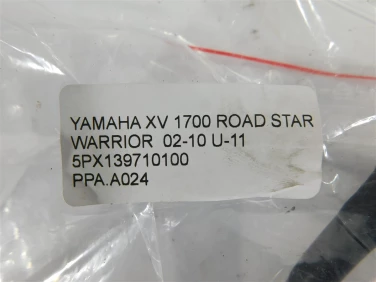 YAMAHA XV 1700 ROAD STAR
WARRIOR 02-10 U-11
5PX139710100
PPA.A024